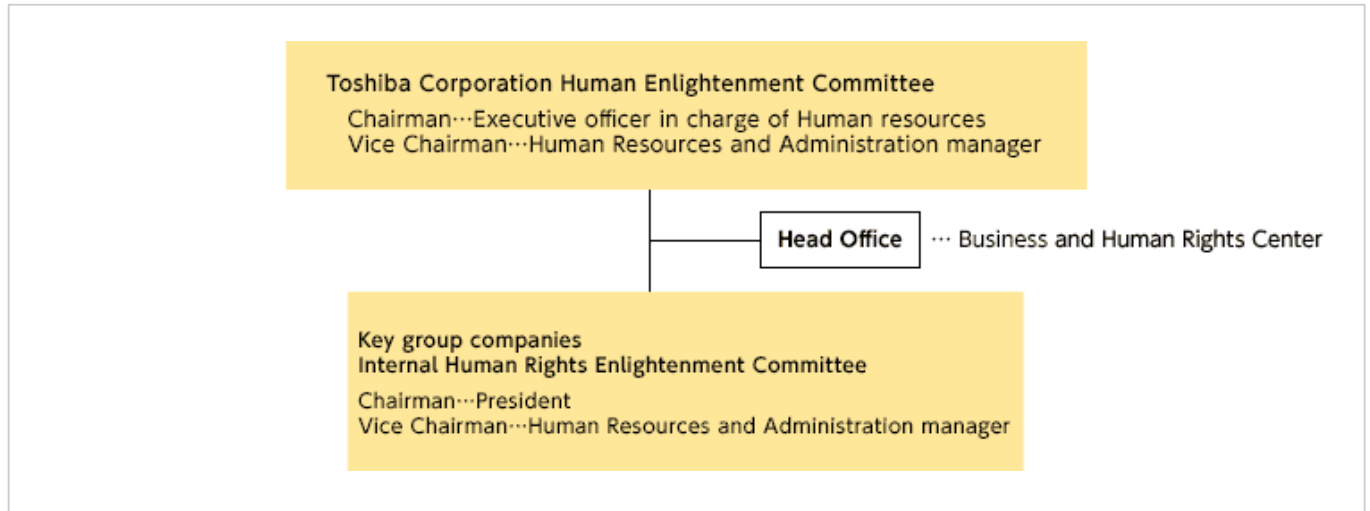 Toshiba Corporation Human Enlightenment Committee
Chairman⋯Executive officer in charge of Human resources
Vice Chairman⋯Human Resources and Administration manager
Head Office ⋯ Business and Human Rights Center
Key group companies
Internal Human Rights Enlightenment Committee
Chairman⋯President
Vice Chairman⋯Human Resources and Administration manager